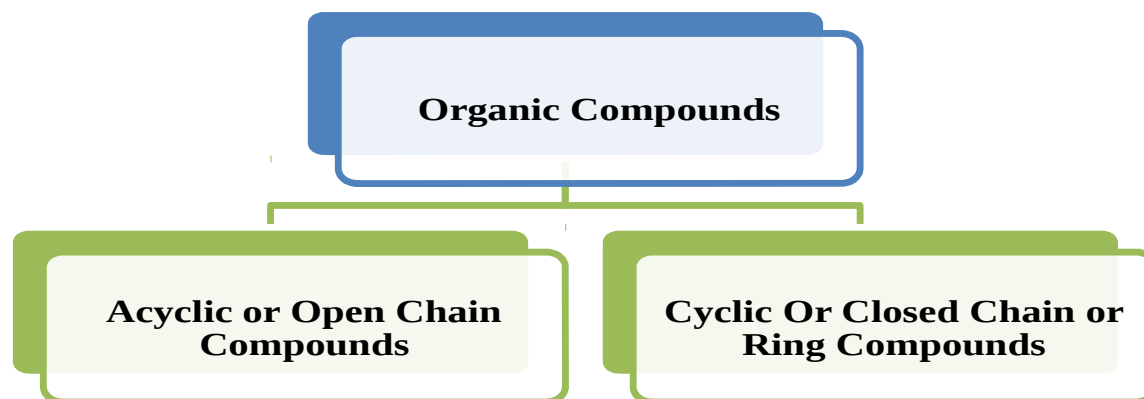 Organic Compounds
Acyclic or Open Chain
Compounds
Cyclic Or Closed Chain or
Ring Compounds